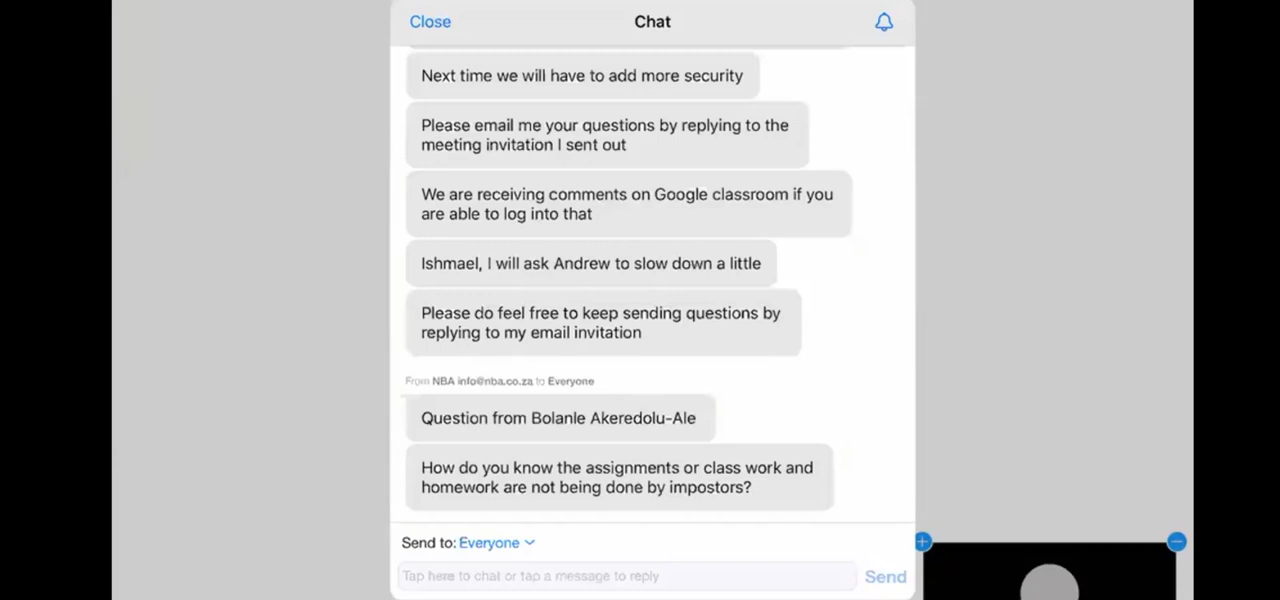 Close
Chat
Next time we will have to add more security
Please email me your questions by replying to the
meeting invitation I sent out
We are receiving comments on Google classroom if you
are able to log into that
Ishmael, I will ask Andrew to slow down a little
Please do feel free to keep sending questions by
replying to my email invitation
From NBA info@nba.co.za to Everyone
Question from Bolanle Akeredolu-Ale
How do you know the assignments or class work and
homework are not being done by impostors?
Send to: Everyone
Tap here to chat or tap a message to reply
Send